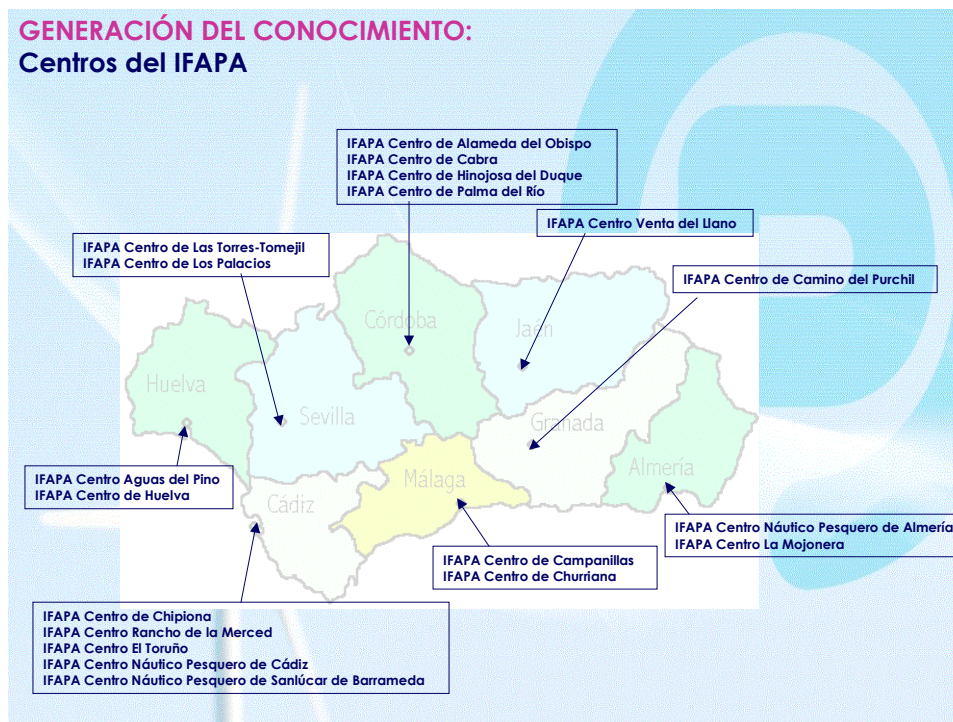 GENERACIÓN DEL CONOCIMIENTO:
Centros del IFAPA
IFAPA Centro de Alameda del Obispo
IFAPA Centro de Cabra
IFAPA Centro de Hinojosa del Duque
IFAPA Centro de Palma del Río
IFAPA Centro Venta del Llano
IFAPA Centro de Las Torres-Tomejil
IFAPA Centro de Los Palacios
IFAPA Centro de Camino del Purchil
Córdoba
Jaén
Huelva
Sevilla
Granada
Málaga
Almería
Cádiz
IFAPA Centro Aguas del Pino
IFAPA Centro de Huelva
IFAPA Centro Náutico Pesquero de Almería
IFAPA Centro La Mojonera
IFAPA Centro de Campanillas
IFAPA Centro de Churriana
IFAPA Centro de Chipiona
IFAPA Centro Rancho de la Merced
IFAPA Centro El Toruño
IFAPA Centro Náutico Pesquero de Cádiz
IFAPA Centro Náutico Pesquero de Sanlúcar de Barrameda